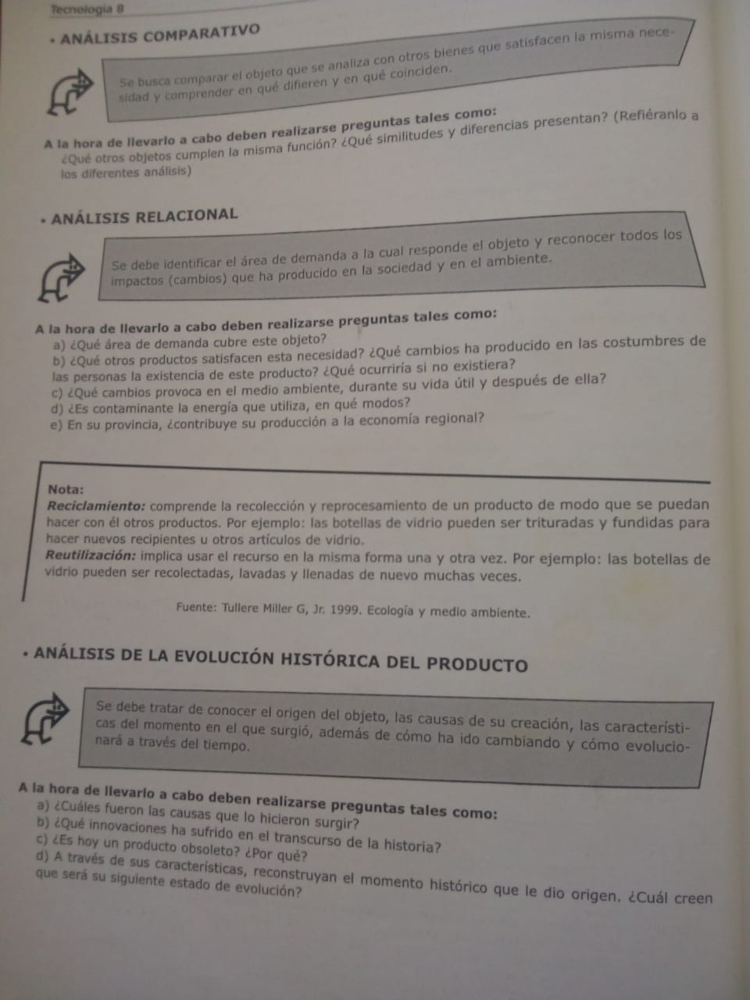 Tecnología 8
• ANÁLISIS COMPARATIVO
Se busca comparar el objeto que se analiza con otros bienes que satisfacen la misma nece-
sidad y comprender en qué difieren y en qué coinciden.
A la hora de llevarlo a cabo deben realizarse preguntas tales como:
¿Qué otros objetos cumplen la misma función? ¿Qué similitudes y diferencias presentan? (Refiéranlo a
los diferentes análisis)
• ANÁLISIS RELACIONAL
Se debe identificar el área de demanda a la cual responde el objeto y reconocer todos los
impactos (cambios) que ha producido en la sociedad y en el ambiente.
A la hora de llevarlo a cabo deben realizarse preguntas tales como:
a) ¿Qué área de demanda cubre este objeto?
b) ¿Qué otros productos satisfacen esta necesidad? ¿Qué cambios ha producido en las costumbres de
las personas la existencia de este producto? ¿Qué ocurriría si no existiera?
c) ¿Qué cambios provoca en el medio ambiente, durante su vida útil y después de ella?
d) ¿Es contaminante la energía que utiliza, en qué modos?
e) En su provincia, ¿contribuye su producción a la economía regional?
Nota:
Reciclamiento: comprende la recolección y reprocesamiento de un producto de modo que se puedan
hacer con él otros productos. Por ejemplo: las botellas de vidrio pueden ser trituradas y fundidas para
hacer nuevos recipientes u otros artículos de vidrio.
Reutilización: implica usar el recurso en la misma forma una y otra vez. Por ejemplo: las botellas de
vidrio pueden ser recolectadas, lavadas y llenadas de nuevo muchas veces.
Fuente: Tullere Miller G, Jr. 1999. Ecología y medio ambiente.
• ANÁLISIS DE LA EVOLUCIÓN HISTÓRICA DEL PRODUCTO
Se debe tratar de conocer el origen del objeto, las causas de su creación, las característi-
cas del momento en el que surgió, además de cómo ha ido cambiando y cómo evolucio-
nará a través del tiempo.
A la hora de llevarlo a cabo deben realizarse preguntas tales como:
a) ¿Cuáles fueron las causas que lo hicieron surgir?
b) ¿Qué innovaciones ha sufrido en el transcurso de la historia?
c) ¿Es hoy un producto obsoleto? ¿Por qué?
d) A través de sus características, reconstruyan el momento histórico que le dio origen. ¿Cuál creen
que será su siguiente estado de evolución?